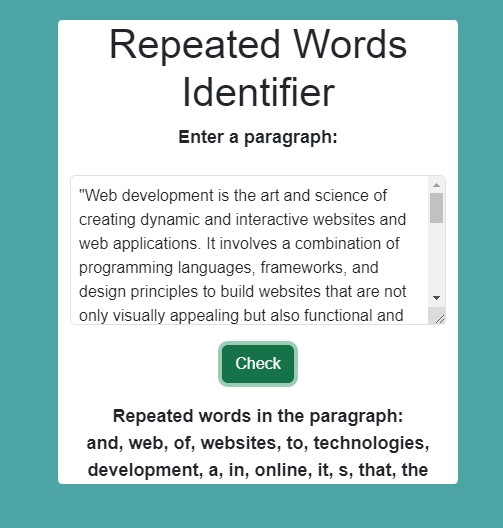 Repeated Words
Identifier
Enter a paragraph:
"Web development is the art and science of
creating dynamic and interactive websites and
web applications. It involves a combination of
programming languages, frameworks, and
design principles to build websites that are not
only visually appealing but also functional and
Check
Repeated words in the paragraph:
and, web, of, websites, to, technologies,
development, a, in, online, it, s, that, the